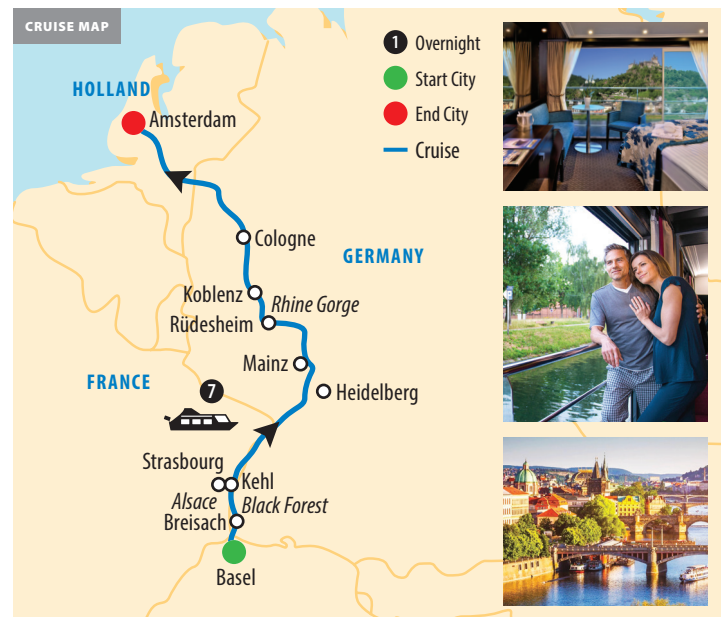 CRUISE MAP
1 Overnight
Start City
End City
Cruise
HOLLAND
Amsterdam
Cologne
GERMANY
Koblenz
Rhine Gorge
Rüdesheim
Mainz
FRANCE
7
Heidelberg
Strasbourg
Kehl
Alsace
Black Forest
Breisach
Basel